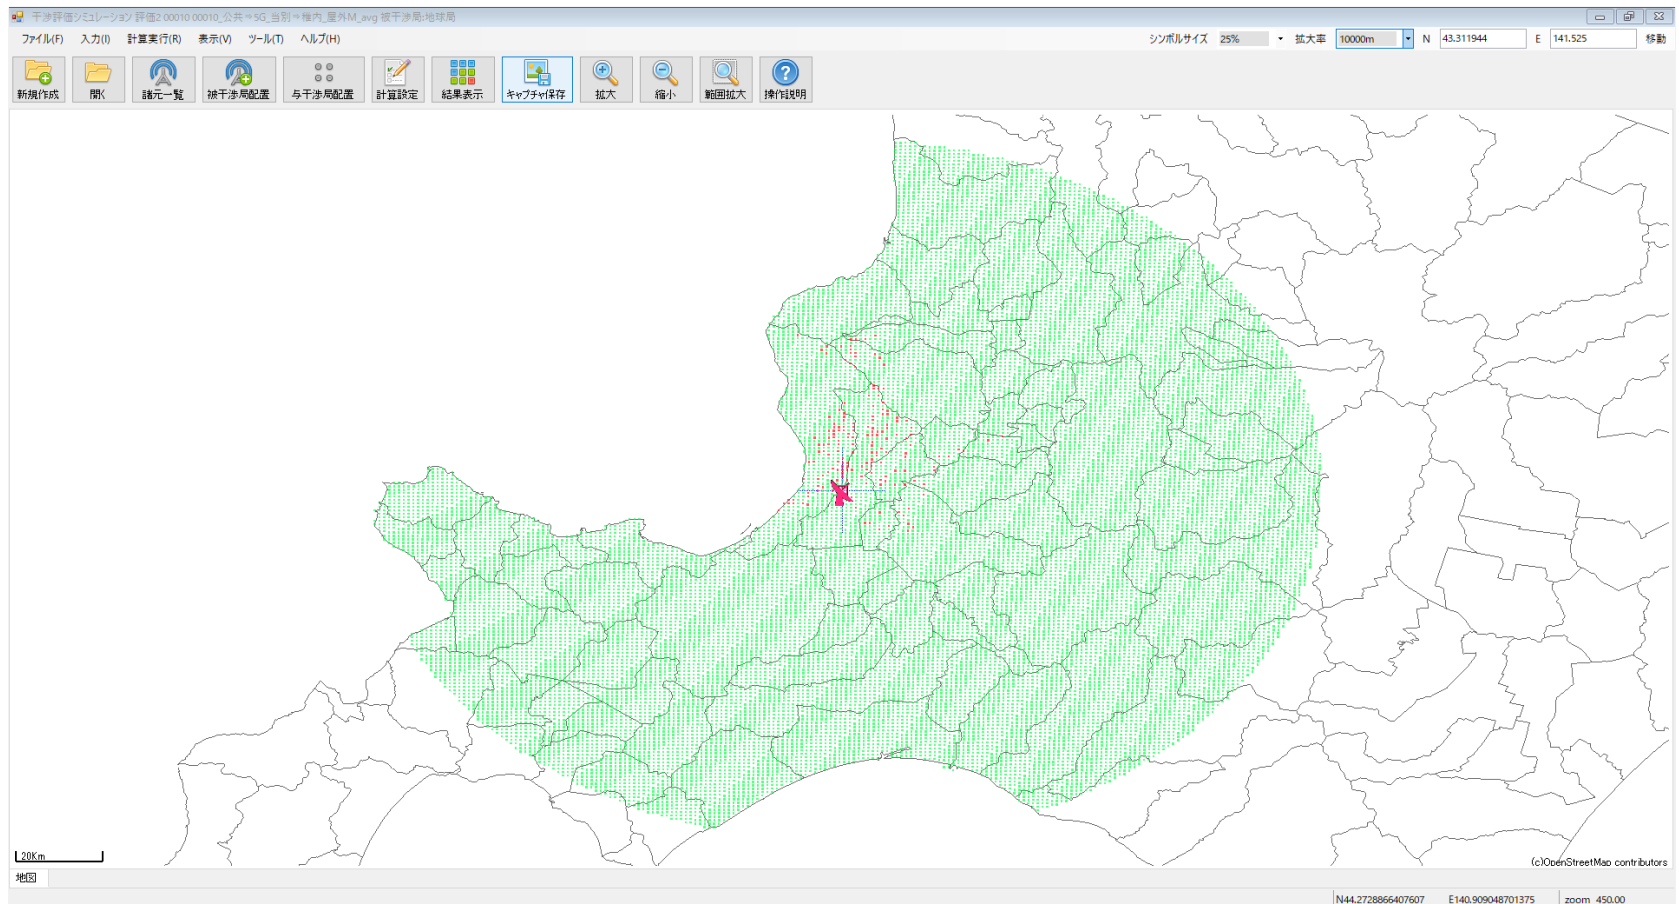 干渉評価シミュレーション 評価2 00010 00010_公共⇒5G_当別⇒稚内_屋外M_avg 被干渉局:地球局
ファイル(F) 入力(I) 計算実行(R) 表示(V) ツール(T) ヘルプ(H) シンボルサイズ 25% 拡大率 10000m N 43.311944 E 141.525 移動
新規作成 開く 諸元一覧 被干渉局配置 与干渉局配置 計算設定 結果表示 キャプチャ保存 拡大 縮小 範囲拡大 操作説明
20Km
(c)OpenStreetMap contributors
地図
N44.2728866407607 E140.909048701375 zoom 450.00